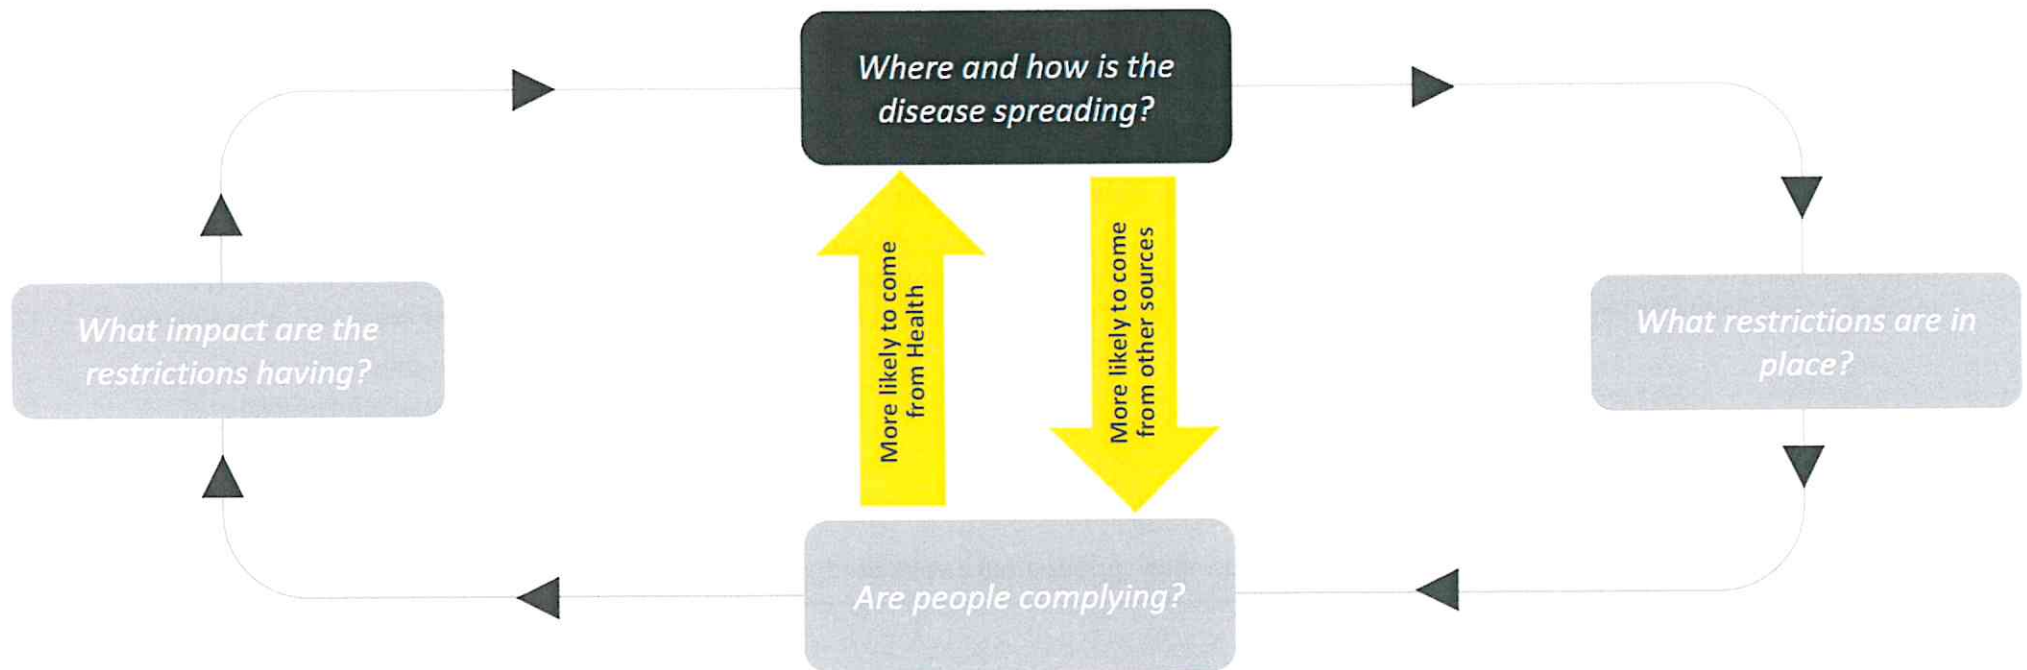 Where and how is the
disease spreading?
What impact are the
restrictions having?
More likely to come
from Health
More likely to come
from other sources
What restrictions are in
place?
Are people complying?